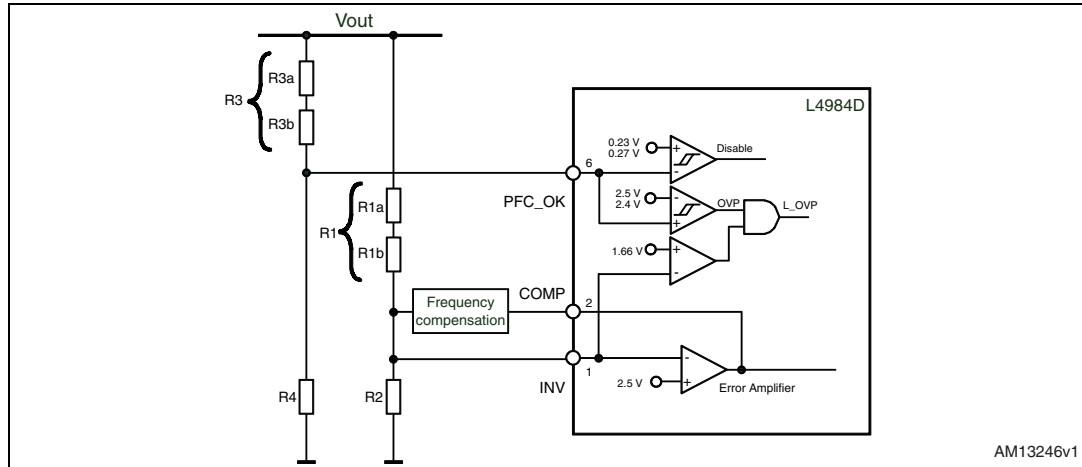 Vout
L4984D
R3a
R3
R3b
0.23 V
0.27 V
+
-
Disable
6
PFC_OK
2.5 V
2.4 V
-
+
OVP
L_OVP
R1a
R1
R1b
1.66 V
+
-
COMP
2
Frequency
compensation
1
INV
-
+
2.5 V
Error Amplifier
R4
R2
AM13246v1